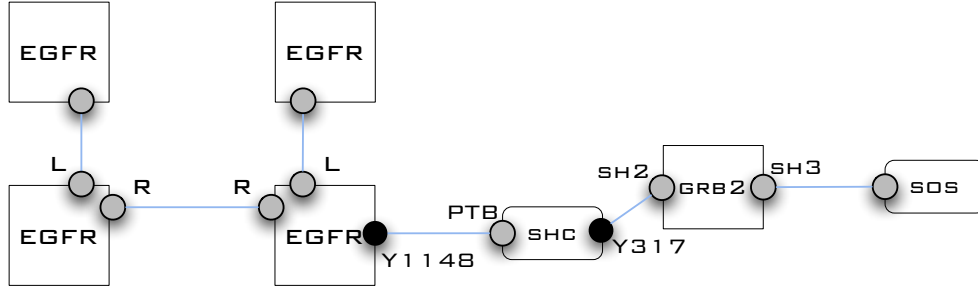 EGFR
EGFR
L
L
R
R
EGFR
EGFR
Y1148
PTB
SHC
Y317
SH2
GRB2
SH3
SOS